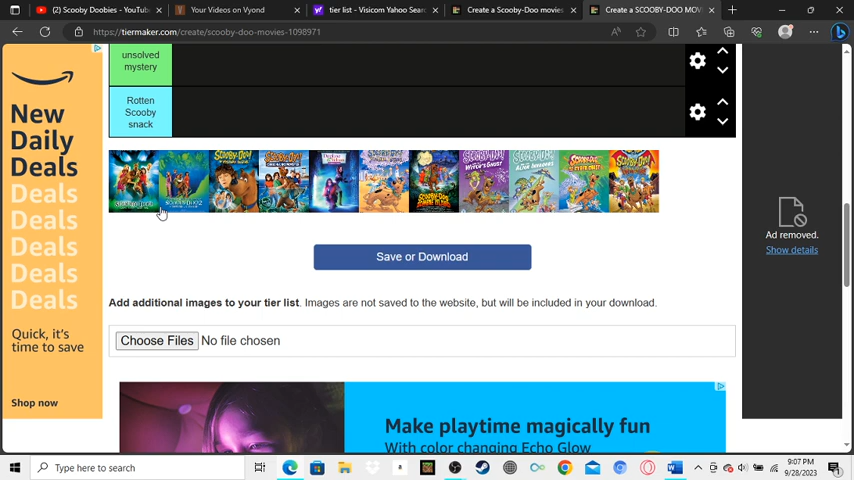 (2) Scooby Doobies - YouTub
Your Videos on Vyond
tier list - Visicom Yahoo Sear
Create a Scooby-Doo movies
Create a SCOOBY-DOO MOV
https://tiermaker.com/create/scooby-doo-movies-1098971
unsolved
mystery
Rotten
Scooby
snack
New
Daily
Deals
Deals
Deals
Deals
Deals
Deals
Quick, it's
time to save
Shop now
Save or Download
Add additional images to your tier list. Images are not saved to the website, but will be included in your download.
Choose Files No file chosen
Make playtime magically fun
With color changing Echo Glow
Ad removed.
Show details
Type here to search
9:07 PM
9/28/2023